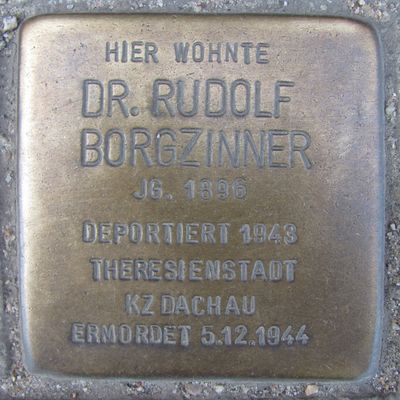 HIER WOHNTE
DR. RUDOLF
BORGZINNER
JG. 1896
DEPORTIERT 1943
THERESIENSTADT
KZ DACHAU
ERMORDET 5.12.1944